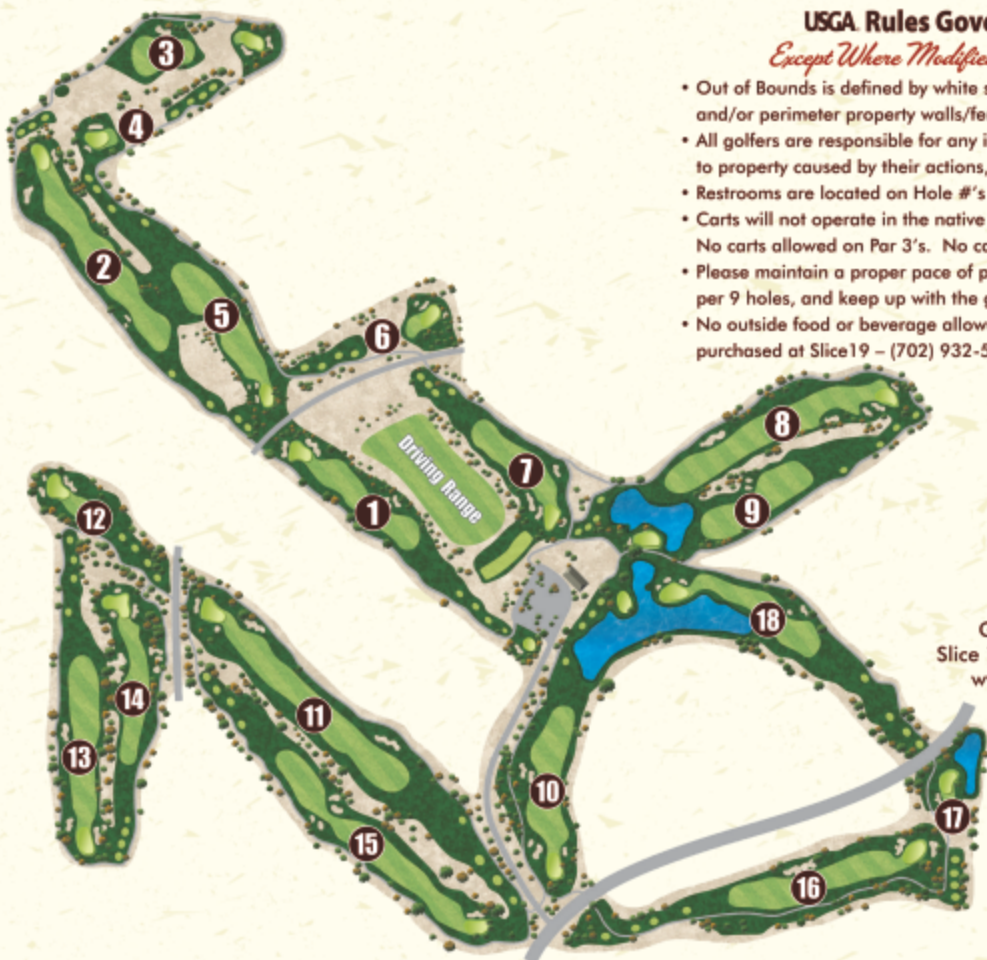 USGA Rules Gove
Except Where Modifie
• Out of Bounds is defined by white s
and/or perimeter property walls/fe
• All golfers are responsible for any i
to property caused by their actions,
• Restrooms are located on Hole #'s
• Carts will not operate in the native
No carts allowed on Par 3's. No ca
• Please maintain a proper pace of p
per 9 holes, and keep up with the g
• No outside food or beverage allow
purchased at Slice19 – (702) 932-5
3
4
2
5
6
8
Driving Range
7
1
9
12
18
Slice
w
14
11
13
10
17
15
16